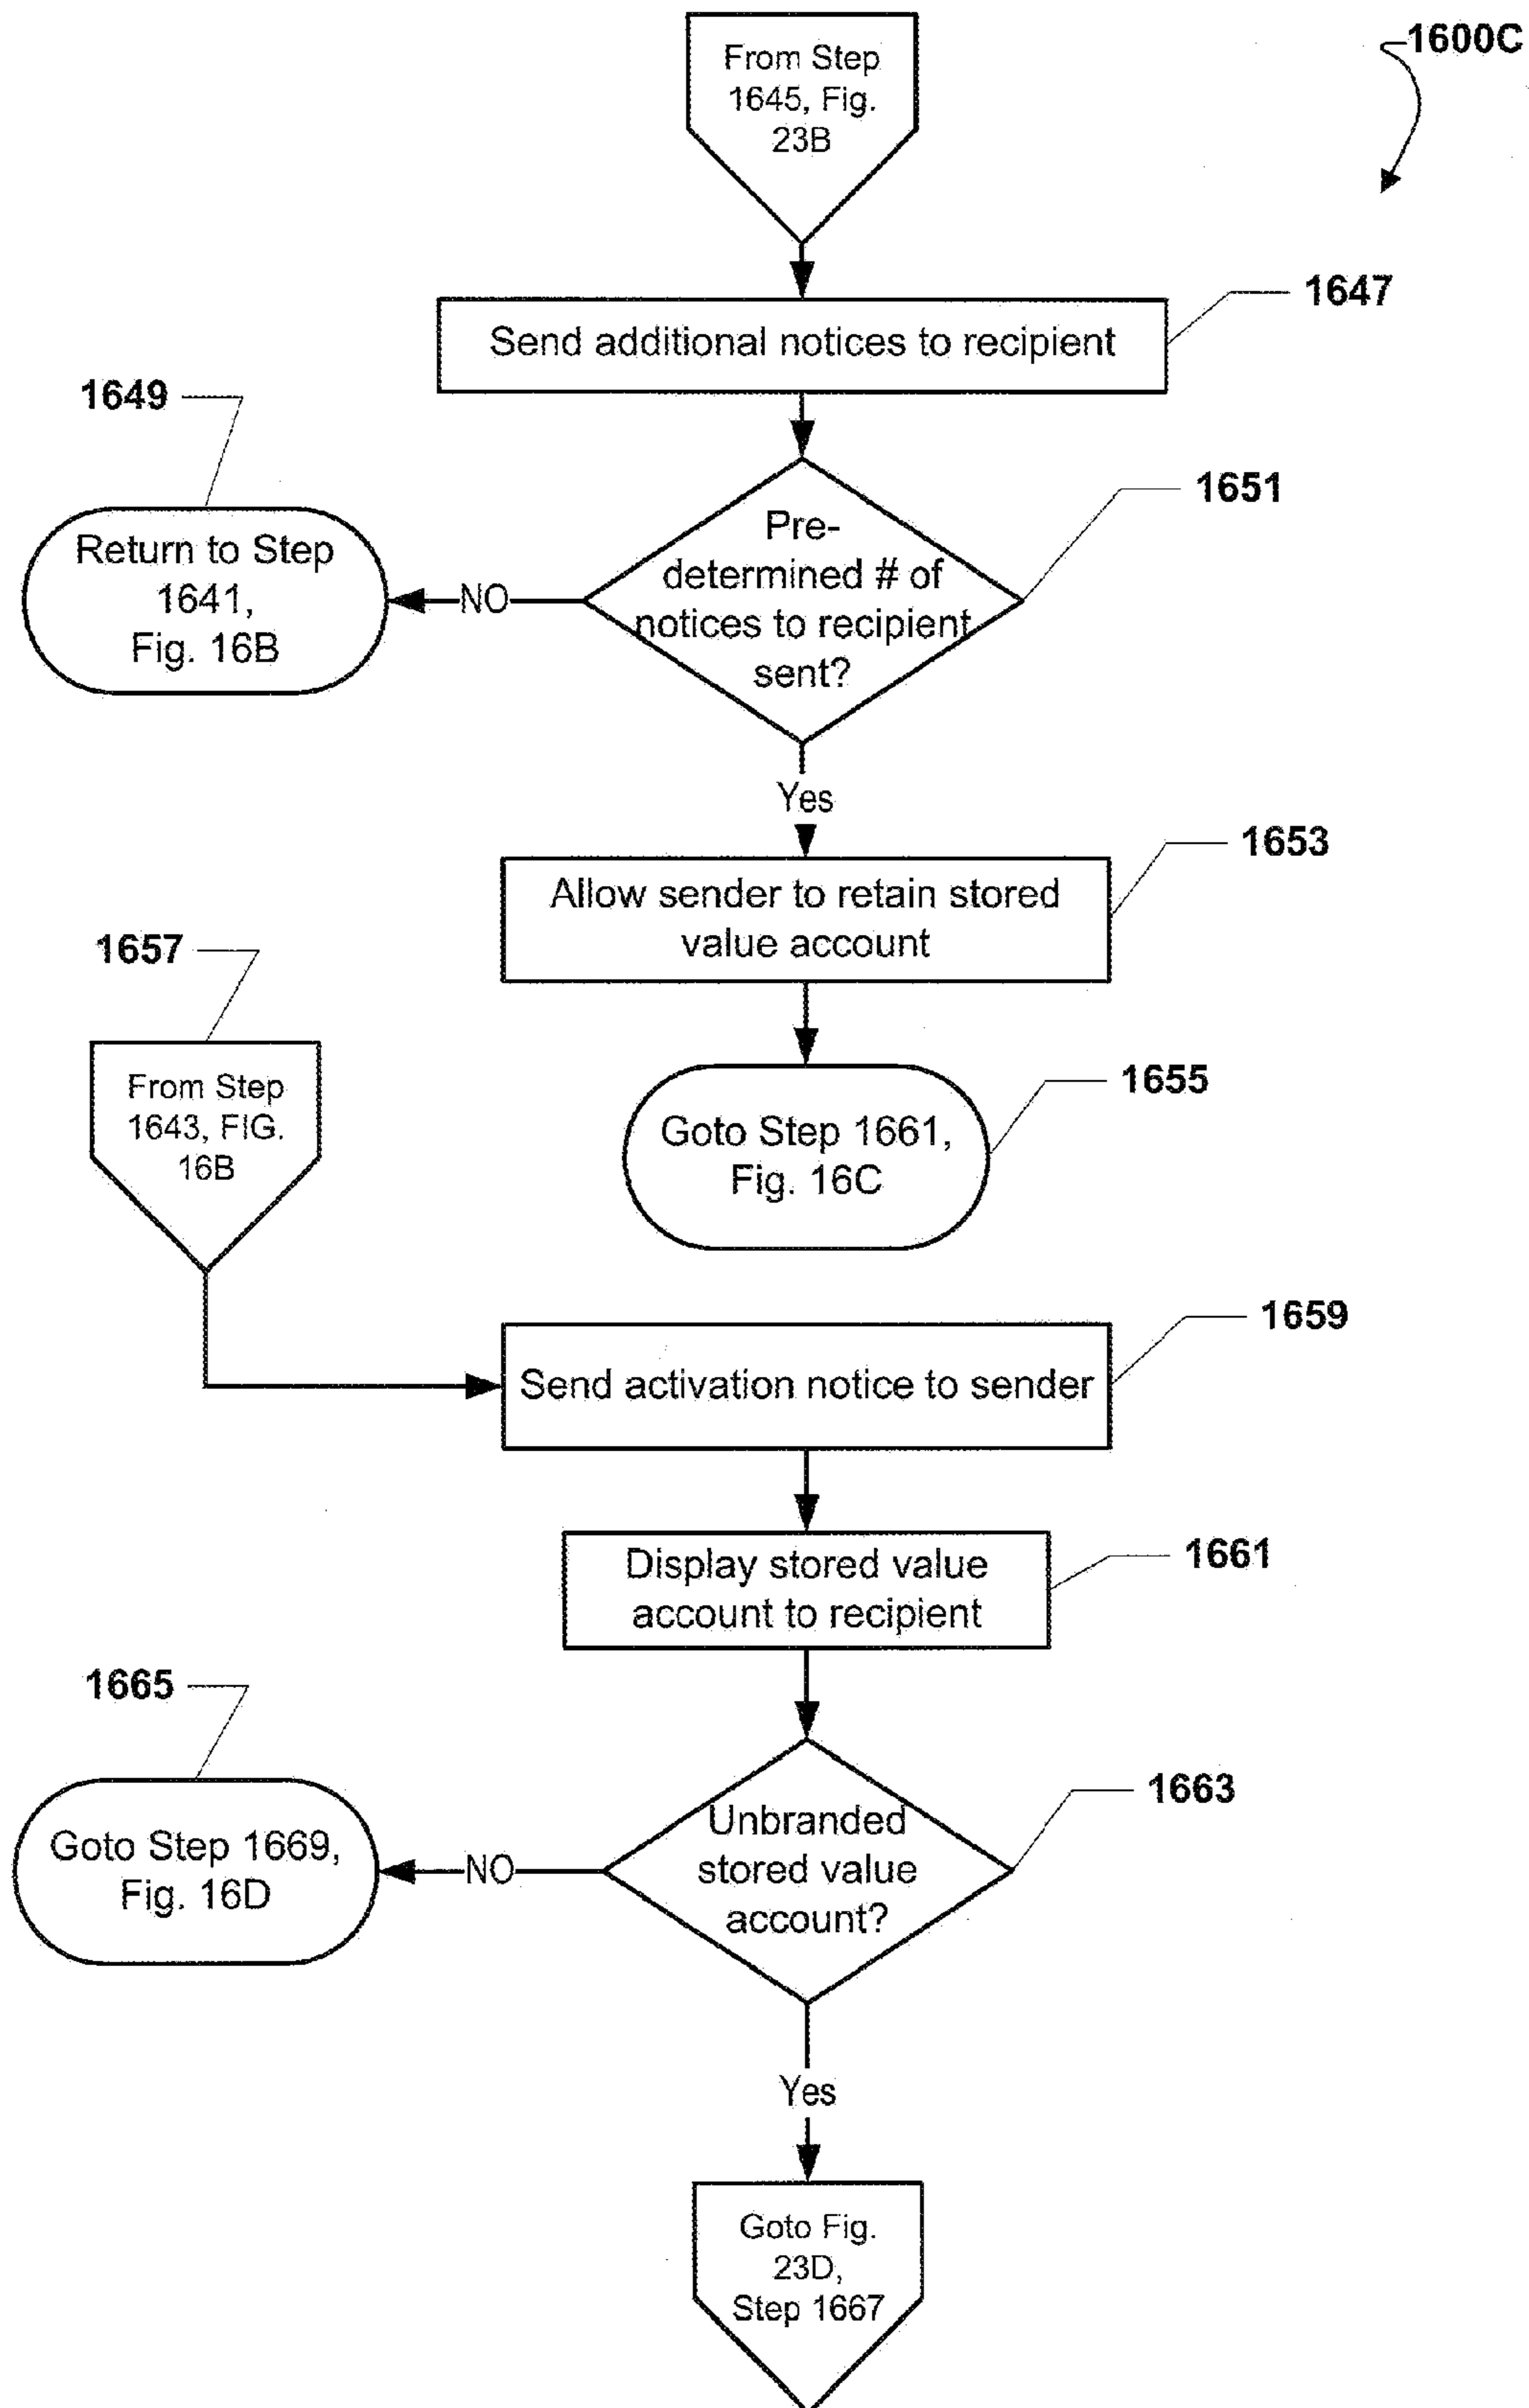 1600C
From Step
1645, Fig.
23B
1647
Send additional notices to recipient
1649
1651
Pre-
determined # of
notices to recipient
sent?
NO
Return to Step
1641,
Fig. 16B
Yes
1653
Allow sender to retain stored
value account
1657
From Step
1643, FIG.
16B
1655
Goto Step 1661,
Fig. 16C
1659
Send activation notice to sender
1661
Display stored value
account to recipient
1665
1663
Unbranded
stored value
account?
NO
Goto Step 1669,
Fig. 16D
Yes
Goto Fig.
23D,
Step 1667